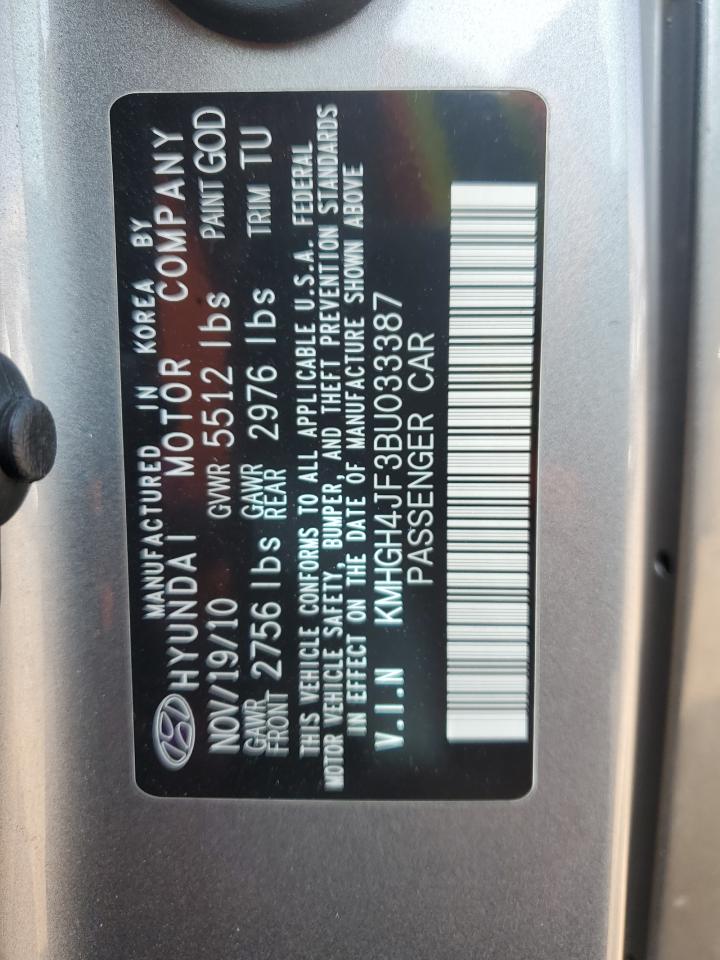 MANUFACTURED IN KOREA BY
HYUNDAI MOTOR COMPANY
NOV/19/10 GVWR 5512 lbs PAINT GOD
GAWR FRONT 2756 lbs GAWR REAR 2976 lbs TRIM TU
THIS VEHICLE CONFORMS TO ALL APPLICABLE U.S.A. FEDERAL
MOTOR VEHICLE SAFETY, BUMPER, AND THEFT PREVENTION STANDARDS
IN EFFECT ON THE DATE OF MANUFACTURE SHOWN ABOVE
V.I.N KMHGH4JF3BU033387
PASSENGER CAR